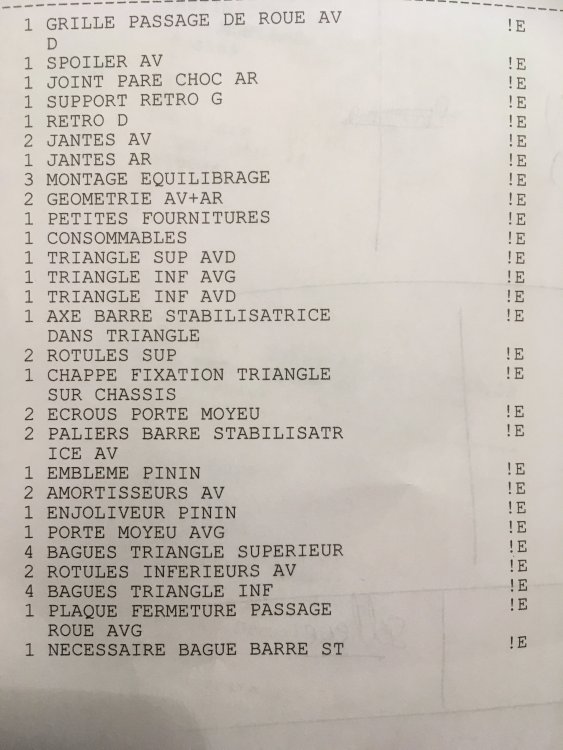 1 GRILLE PASSAGE DE ROUE AV !E
D
1 SPOILER AV !E
1 JOINT PARE CHOC AR !E
1 SUPPORT RETRO G !E
1 RETRO D !E
2 JANTES AV !E
1 JANTES AR !E
3 MONTAGE EQUILIBRAGE !E
2 GEOMETRIE AV+AR !E
1 PETITES FOURNITURES !E
1 CONSOMMABLES !E
1 TRIANGLE SUP AVD !E
1 TRIANGLE INF AVG !E
1 TRIANGLE INF AVD !E
1 AXE BARRE STABILISATRICE !E
DANS TRIANGLE
2 ROTULES SUP !E
1 CHAPPE FIXATION TRIANGLE !E
SUR CHASSIS
2 ECROUS PORTE MOYEU !E
2 PALIERS BARRE STABILISATR !E
ICE AV
1 EMBLEME PININ !E
2 AMORTISSEURS AV !E
1 ENJOLIVEUR PININ !E
1 PORTE MOYEU AVG !E
4 BAGUES TRIANGLE SUPERIEUR !E
2 ROTULES INFERIEURS AV !E
4 BAGUES TRIANGLE INF !E
1 PLAQUE FERMETURE PASSAGE !E
ROUE AVG
1 NECESSAIRE BAGUE BARRE ST !E